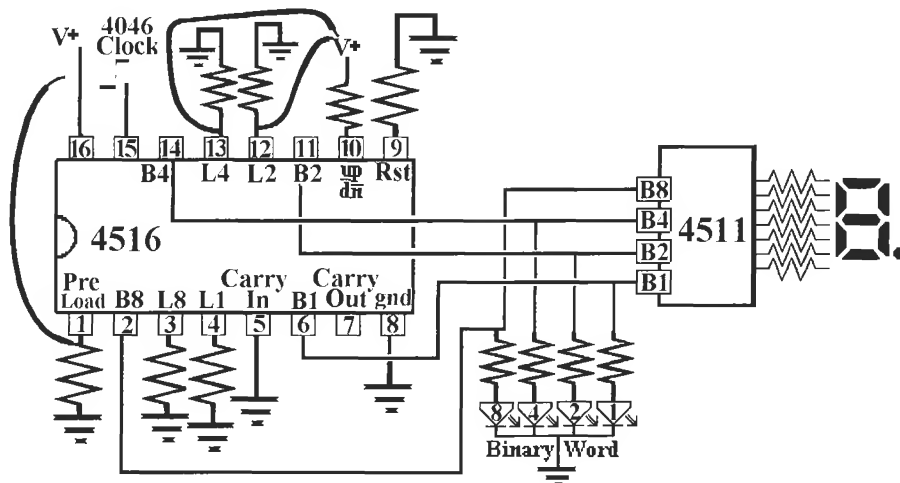 4046
V+ Clock V+
16 15 14 13 12 11 10 9
B4 L4 L2 B2 up Rst
dn
4516
Pre Carry Carry
Load B8 L8 L1 In B1 Out gnd
1 2 3 4 5 6 7 8
B8
B4
B2
B1
4511
8 4 2 1
Binary Word